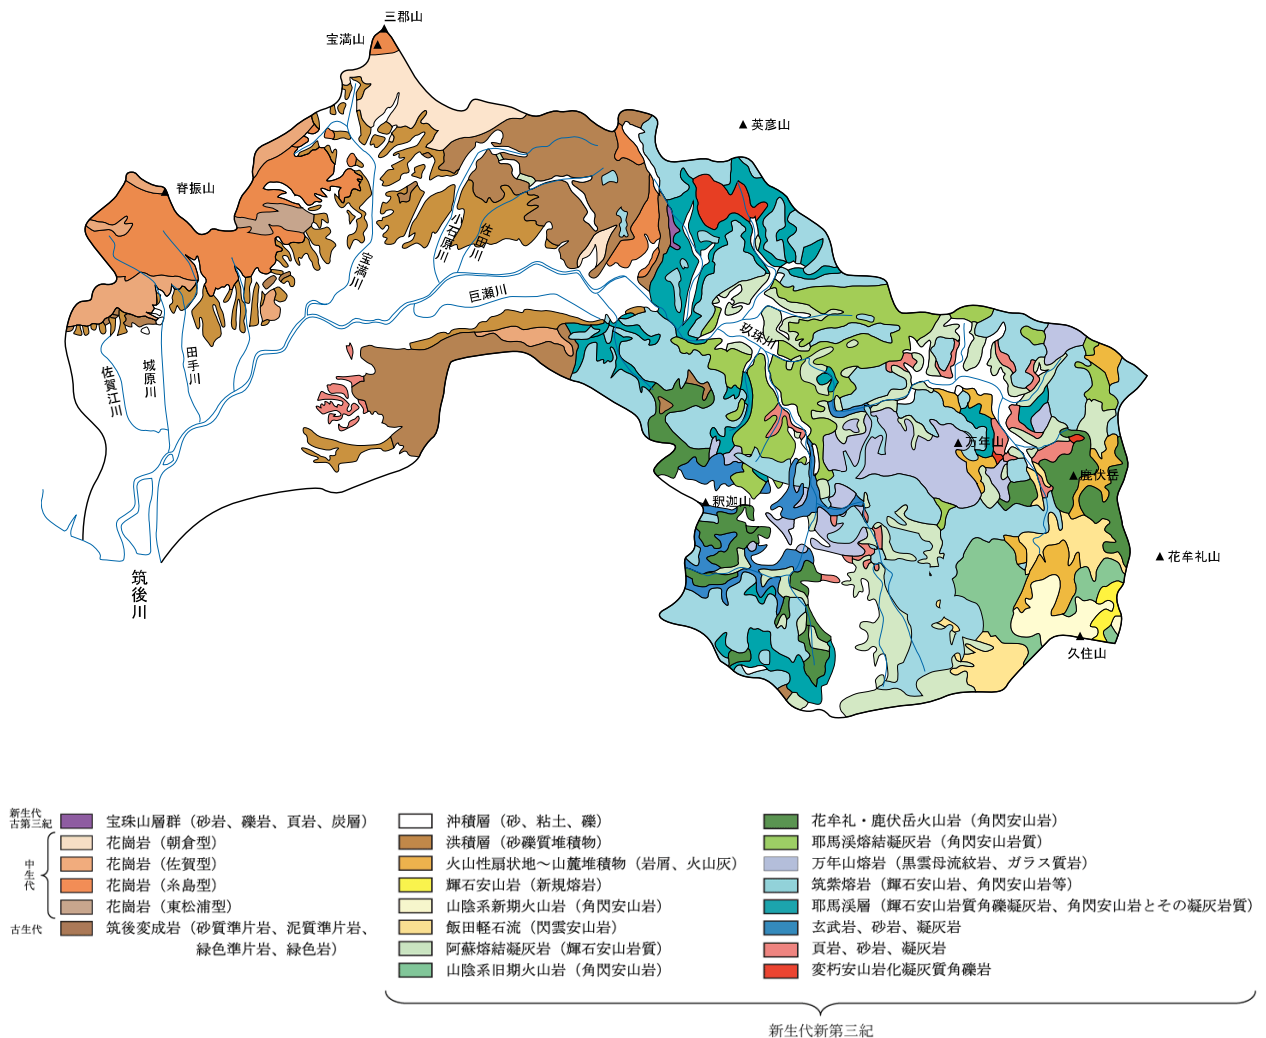 三郡山
宝満山
英彦山
脊振山
小石原川
佐田川
宝満川
巨瀬川
玖珠川
田手川
城原川
佐賀江川
万年山
鹿伏岳
釈迦山
花牟礼山
筑後川
久住山
新生代
古第三紀
宝珠山層群（砂岩、礫岩、頁岩、炭層）
中生代
花崗岩（朝倉型）
花崗岩（佐賀型）
花崗岩（糸島型）
花崗岩（東松浦型）
古生代
筑後変成岩（砂質準片岩、泥質準片岩、
緑色準片岩、緑色岩）
沖積層（砂、粘土、礫）
洪積層（砂礫質堆積物）
火山性扇状地〜山麓堆積物（岩屑、火山灰）
輝石安山岩（新規熔岩）
山陰系新期火山岩（角閃安山岩）
飯田軽石流（閃雲安山岩）
阿蘇熔結凝灰岩（輝石安山岩質）
山陰系旧期火山岩（角閃安山岩）
花牟礼・鹿伏岳火山岩（角閃安山岩）
耶馬渓熔結凝灰岩（角閃安山岩質）
万年山熔岩（黒雲母流紋岩、ガラス質岩）
筑紫熔岩（輝石安山岩、角閃安山岩等）
耶馬渓層（輝石安山岩質角礫凝灰岩、角閃安山岩とその凝灰岩質）
玄武岩、砂岩、凝灰岩
頁岩、砂岩、凝灰岩
変朽安山岩化凝灰質角礫岩
新生代新第三紀